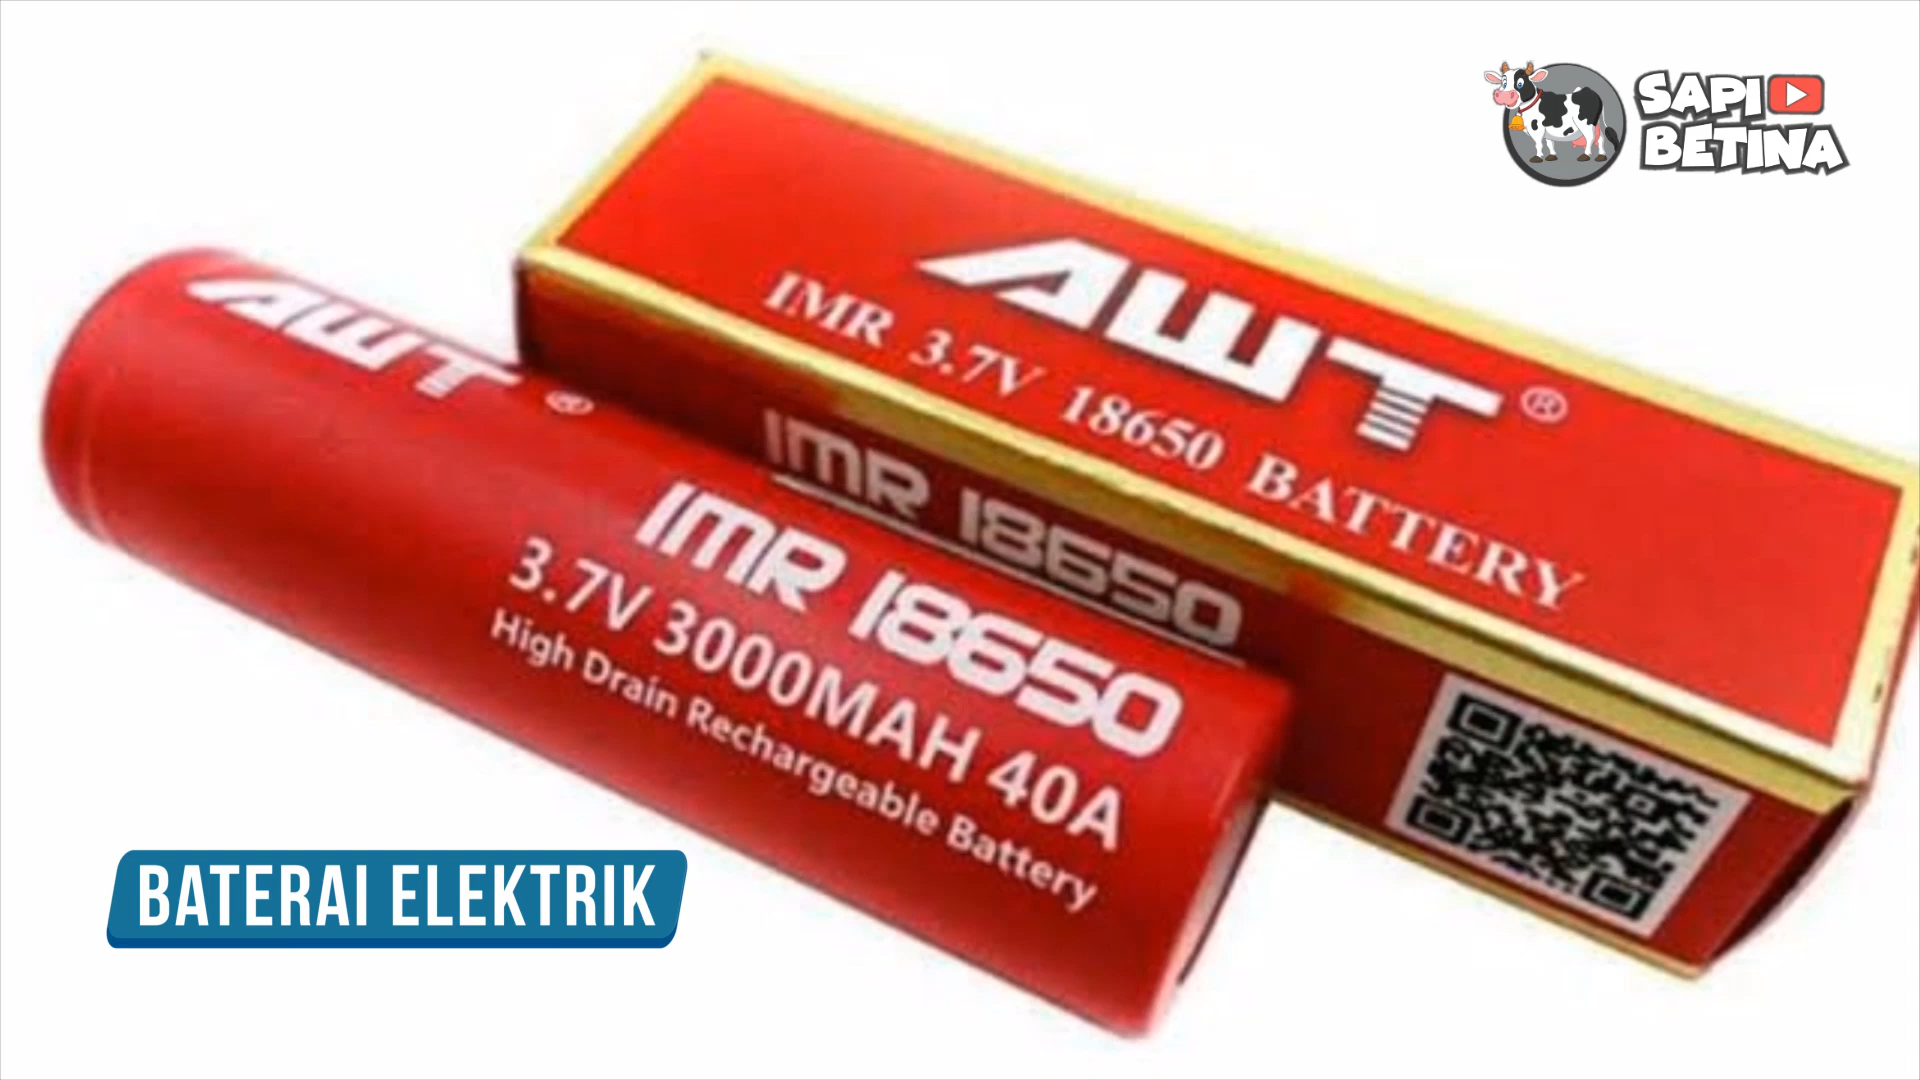 SAPI
BETINA
AWT®
IMR 3.7V 18650 BATTERY
IMR 18650
AWT®
IMR 18650
3.7V 3000MAH 40A
High Drain Rechargeable Battery
BATERAI ELEKTRIK